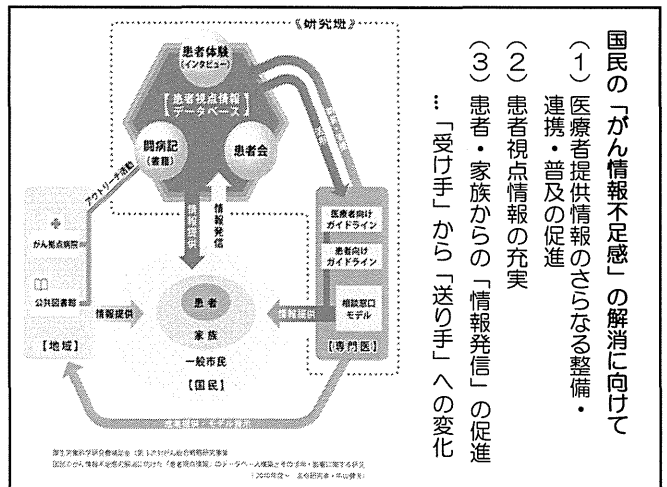 国民の「がん情報不足感」の解消に向けて
（1）医療者提供情報のさらなる整備・
連携・普及の促進
（2）患者視点情報の充実
（3）患者・家族からの「情報発信」の促進
…「受け手」から「送り手」への変化
《研究班》
患者体験
(インタビュー)
【患者視点情報
データベース】
闘病記
(書籍)
患者会
アウトリーチ活動
情報提供
情報発信
がん拠点病院
公共図書館
【地域】
情報提供
患者
家族
一般市民
【国民】
情報提供
医療者向け
ガイドライン
患者向け
ガイドライン
相談窓口
モデル
【専門医】